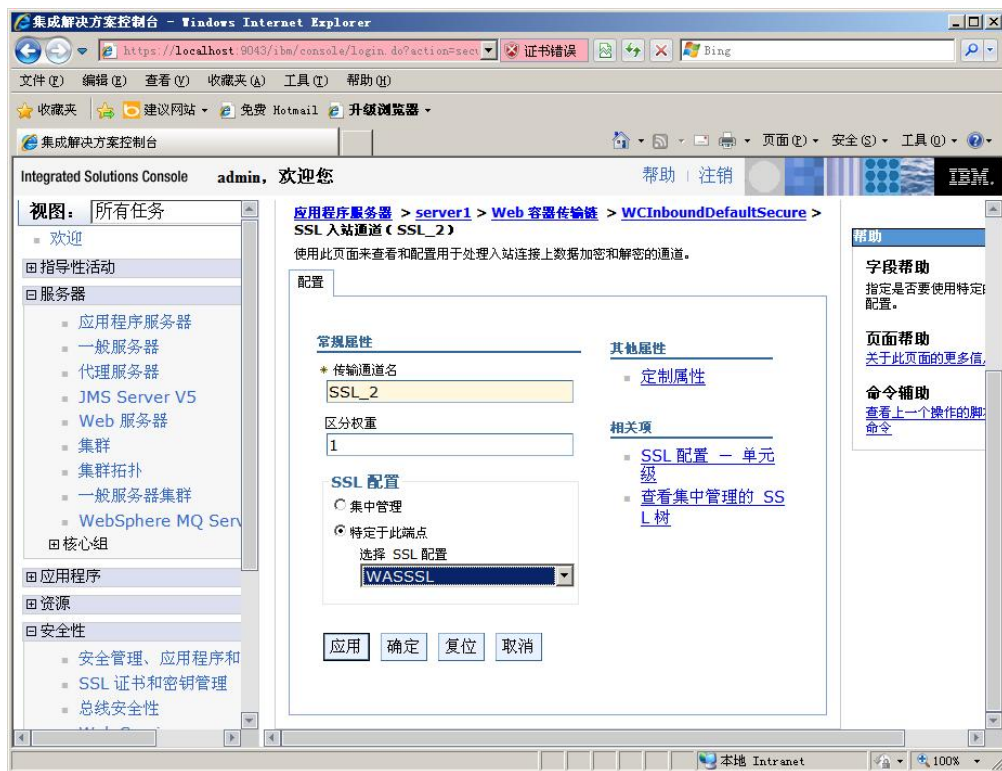 集成解决方案控制台 - Windows Internet Explorer
https://localhost:9043/ibm/console/login.do?action=secu
证书错误
Bing
文件(F) 编辑(E) 查看(V) 收藏夹(A) 工具(T) 帮助(H)
收藏夹 建议网站 免费 Hotmail 升级浏览器
集成解决方案控制台
页面(P) 安全(S) 工具(O)
Integrated Solutions Console admin，欢迎您
帮助 | 注销
IBM.
视图： 所有任务
欢迎
指导性活动
服务器
应用程序服务器
一般服务器
代理服务器
JMS Server V5
Web 服务器
集群
集群拓扑
一般服务器集群
WebSphere MQ Serv
核心组
应用程序
资源
安全性
安全管理、应用程序和
SSL 证书和密钥管理
总线安全性
应用程序服务器 > server1 > Web 容器传输链 > WCInboundDefaultSecure >
SSL 入站通道（SSL_2）
使用此页面来查看和配置用于处理入站连接上数据加密和解密的通道。
配置
常规属性
* 传输通道名
SSL_2
区分权重
1
SSL 配置
集中管理
特定于此端点
选择 SSL 配置
WASSSL
应用 确定 复位 取消
其他属性
定制属性
相关项
SSL 配置 — 单元
级
查看集中管理的 SS
L 树
帮助
字段帮助
指定是否要使用特定
配置。
页面帮助
关于此页面的更多信
命令辅助
查看上一个操作的脚
命令
本地 Intranet
100%